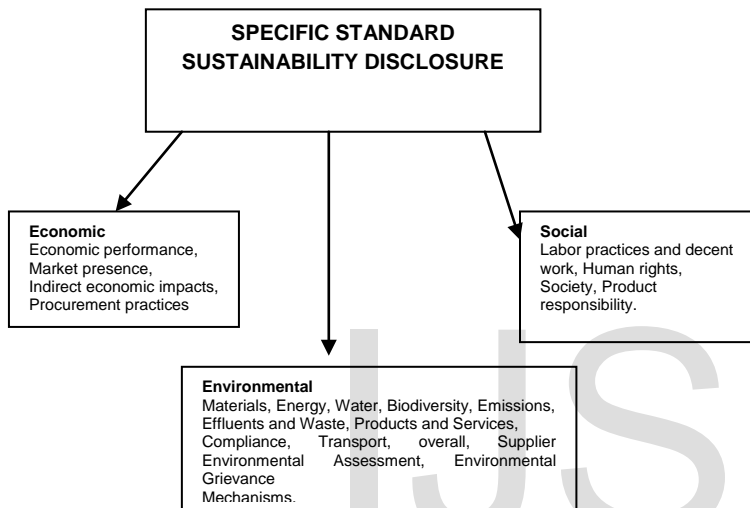 SPECIFIC STANDARD
SUSTAINABILITY DISCLOSURE
Economic
Economic performance,
Market presence,
Indirect economic impacts,
Procurement practices
Social
Labor practices and decent
work, Human rights,
Society, Product
responsibility.
Environmental
Materials, Energy, Water, Biodiversity, Emissions,
Effluents and Waste, Products and Services,
Compliance, Transport, overall, Supplier
Environmental Assessment, Environmental
Grievance
Mechanisms.
IJS